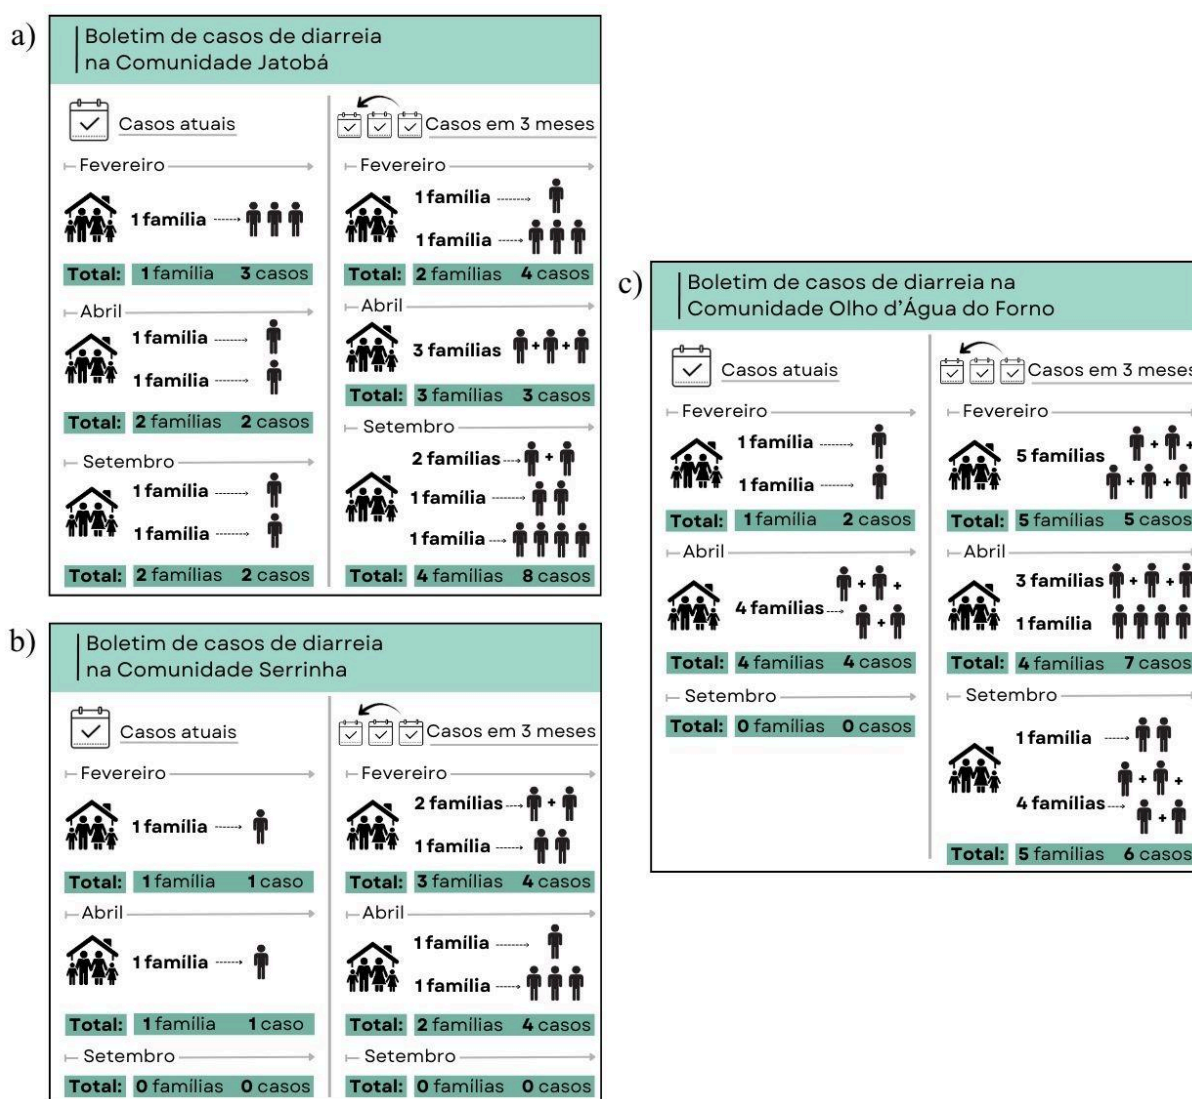 a)
Boletim de casos de diarreia
na Comunidade Jatobá
Casos atuais
Fevereiro
1 família
Total: 1 família 3 casos
Abril
1 família
1 família
Total: 2 famílias 2 casos
Setembro
1 família
1 família
Total: 2 famílias 2 casos
Casos em 3 meses
Fevereiro
1 família
1 família
Total: 2 famílias 4 casos
Abril
3 famílias + +
Total: 3 famílias 3 casos
Setembro
2 famílias +
1 família
1 família
Total: 4 famílias 8 casos
b)
Boletim de casos de diarreia
na Comunidade Serrinha
Casos atuais
Fevereiro
1 família
Total: 1 família 1 caso
Abril
1 família
Total: 1 família 1 caso
Setembro
Total: 0 famílias 0 casos
Casos em 3 meses
Fevereiro
2 famílias +
1 família
Total: 3 famílias 4 casos
Abril
1 família
1 família
Total: 2 famílias 4 casos
Setembro
Total: 0 famílias 0 casos
c)
Boletim de casos de diarreia na
Comunidade Olho d'Água do Forno
Casos atuais
Fevereiro
1 família
1 família
Total: 1 família 2 casos
Abril
+ +
4 famílias +
Total: 4 famílias 4 casos
Setembro
Total: 0 famílias 0 casos
Casos em 3 meses
Fevereiro
+ +
5 famílias
+ +
Total: 5 famílias 5 casos
Abril
3 famílias + +
1 família
Total: 4 famílias 7 casos
Setembro
1 família
+ +
4 famílias +
Total: 5 famílias 6 casos